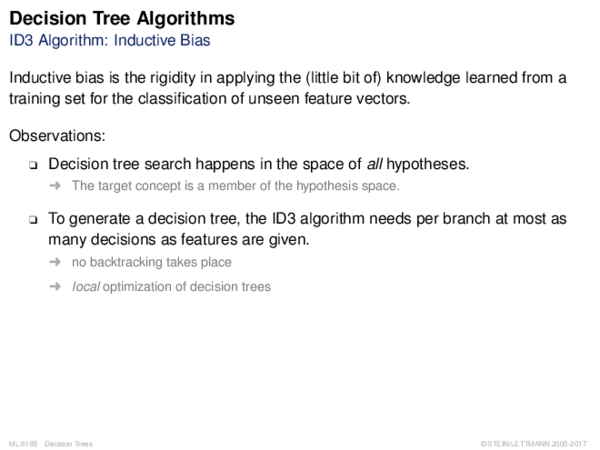 Decision Tree Algorithms
ID3 Algorithm: Inductive Bias
Inductive bias is the rigidity in applying the (little bit of) knowledge learned from a
training set for the classification of unseen feature vectors.
Observations:
❑ Decision tree search happens in the space of all hypotheses.
➜ The target concept is a member of the hypothesis space.
❑ To generate a decision tree, the ID3 algorithm needs per branch at most as
many decisions as features are given.
➜ no backtracking takes place
➜ local optimization of decision trees
ML:III-85 Decision Trees © STEIN/LETTMANN 2005-2017